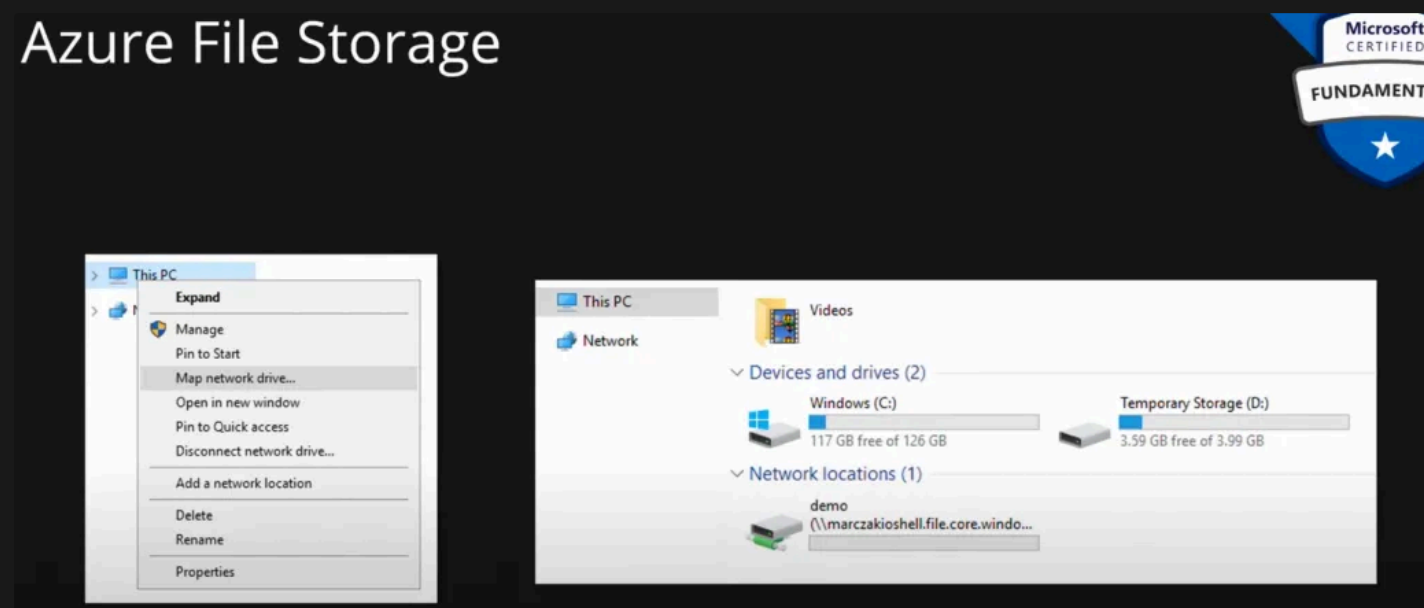 Azure File Storage
Microsoft
CERTIFIED
FUNDAMENT
This PC
Expand
Manage
Pin to Start
Map network drive...
Open in new window
Pin to Quick access
Disconnect network drive...
Add a network location
Delete
Rename
Properties
This PC
Network
Videos
Devices and drives (2)
Windows (C:)
117 GB free of 126 GB
Temporary Storage (D:)
3.59 GB free of 3.99 GB
Network locations (1)
demo
(\\marczakioshell.file.core.windo...